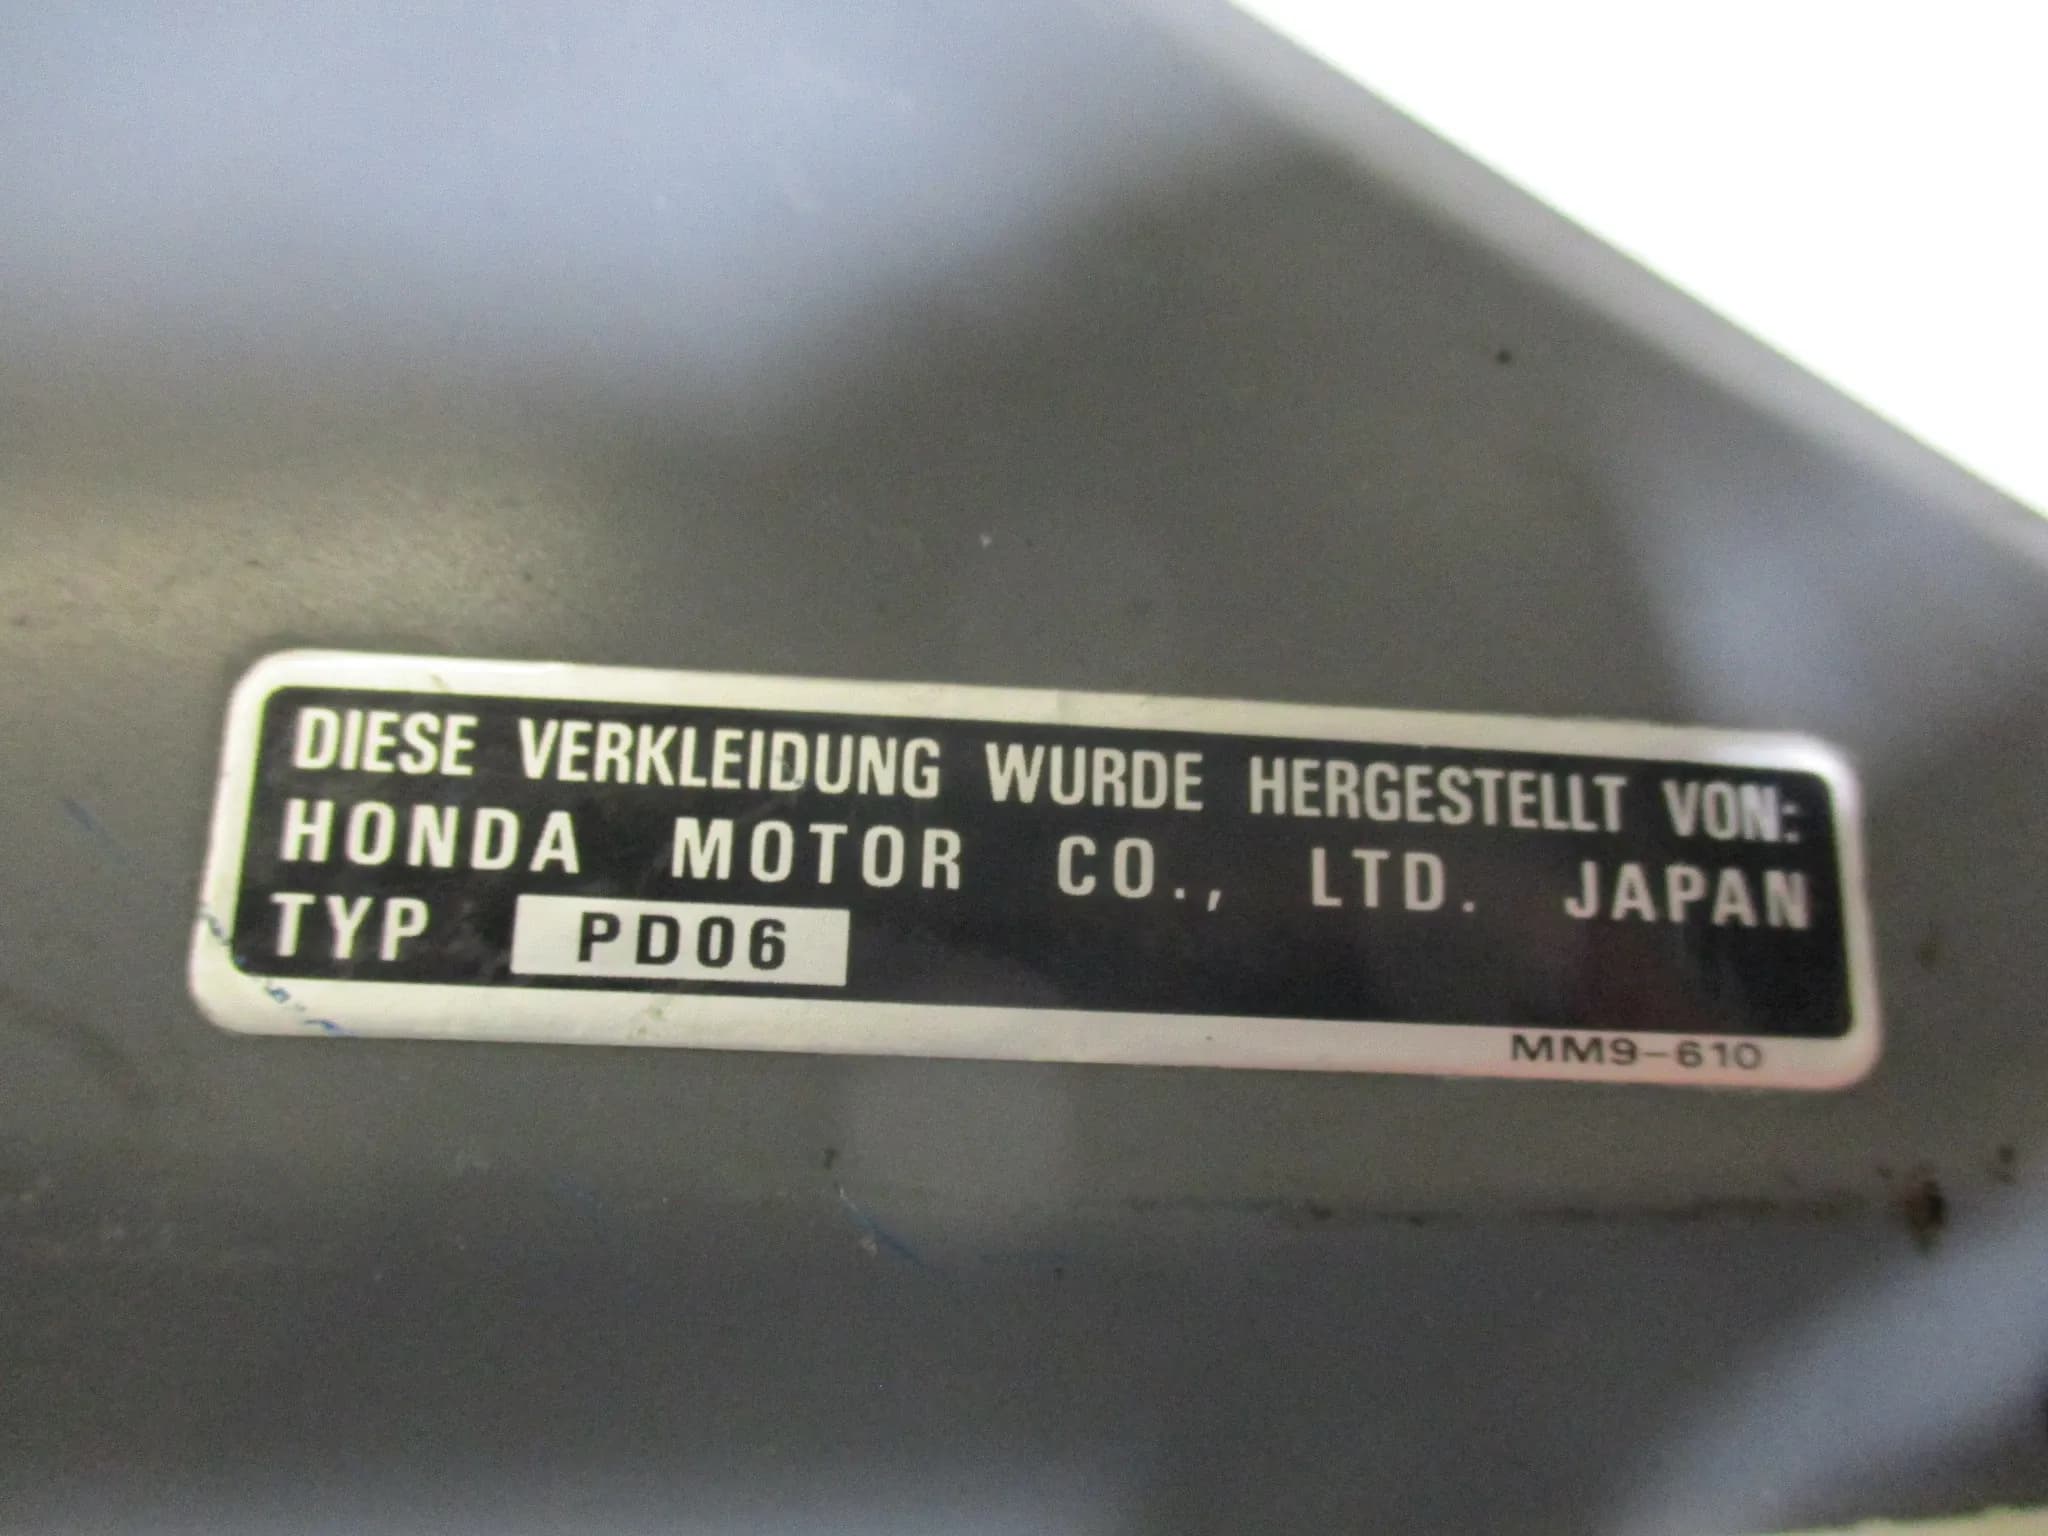 DIESE VERKLEIDUNG WURDE HERGESTELLT VON:
HONDA MOTOR CO., LTD. JAPAN
TYP PD06
MM9-610